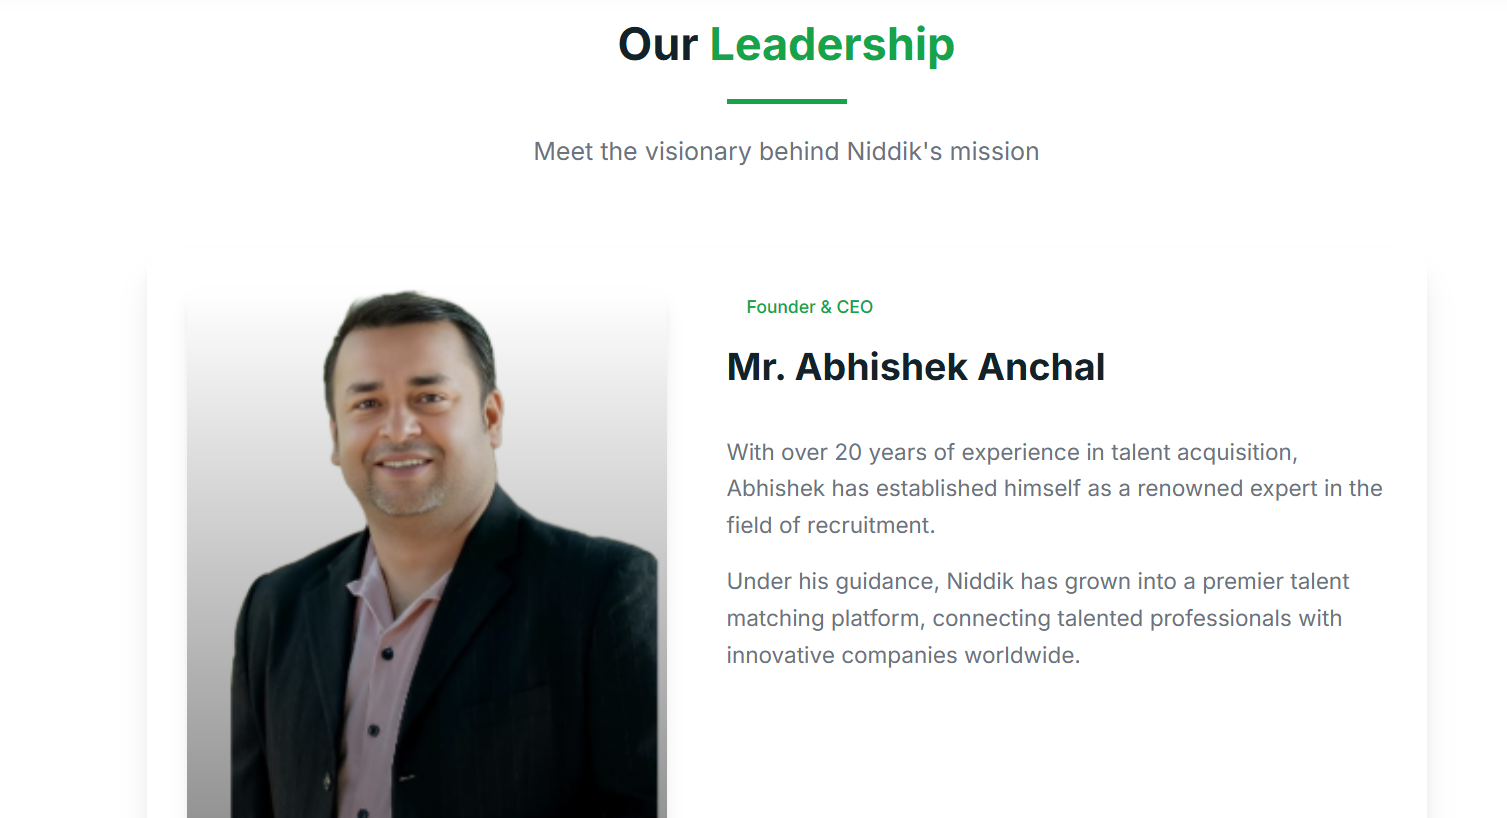 Our Leadership
Meet the visionary behind Niddik's mission
Founder & CEO
Mr. Abhishek Anchal
With over 20 years of experience in talent acquisition,
Abhishek has established himself as a renowned expert in the
field of recruitment.
Under his guidance, Niddik has grown into a premier talent
matching platform, connecting talented professionals with
innovative companies worldwide.